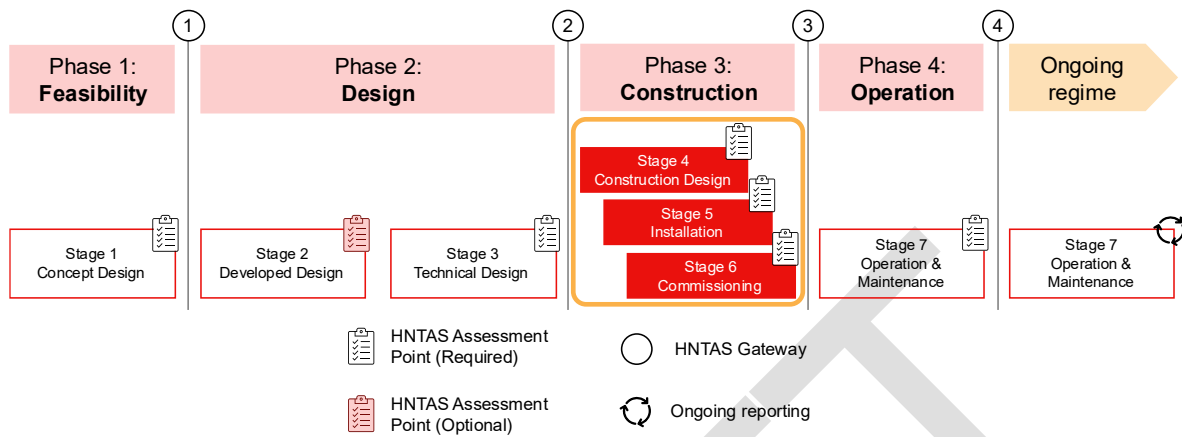 1
2
3
4
Phase 1:
Feasibility
Phase 2:
Design
Phase 3:
Construction
Phase 4:
Operation
Ongoing
regime
Stage 4
Construction Design
Stage 5
Installation
Stage 6
Commissioning
Stage 1
Concept Design
Stage 2
Developed Design
Stage 3
Technical Design
Stage 7
Operation &
Maintenance
Stage 7
Operation &
Maintenance
HNTAS Assessment
Point (Required)
HNTAS Gateway
HNTAS Assessment
Point (Optional)
Ongoing reporting